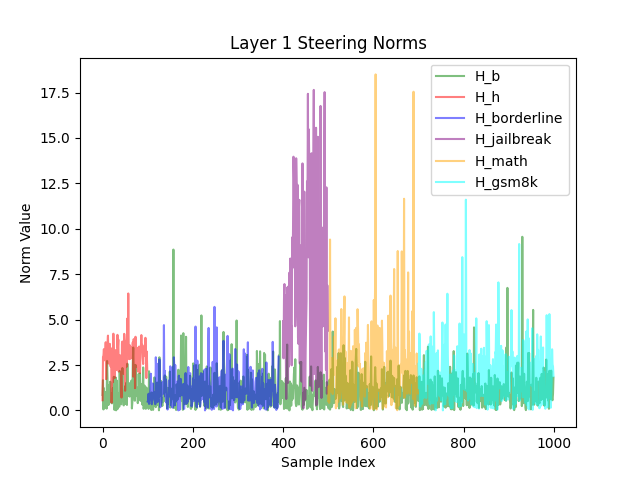 Layer 1 Steering Norms
H_b
H_h
H_borderline
H_jailbreak
H_math
H_gsm8k
Norm Value
17.5
15.0
12.5
10.0
7.5
5.0
2.5
0.0
0
200
400
600
800
1000
Sample Index